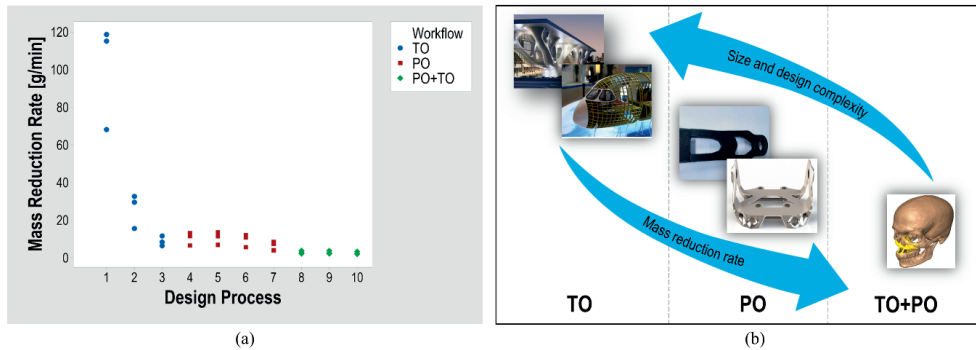 Mass Reduction Rate [g/min]
120
100
80
60
40
20
0
1 2 3 4 5 6 7 8 9 10
Design Process
Workflow
TO
PO
PO+TO
(a)
Size and design complexity
Mass reduction rate
TO PO TO+PO
(b)